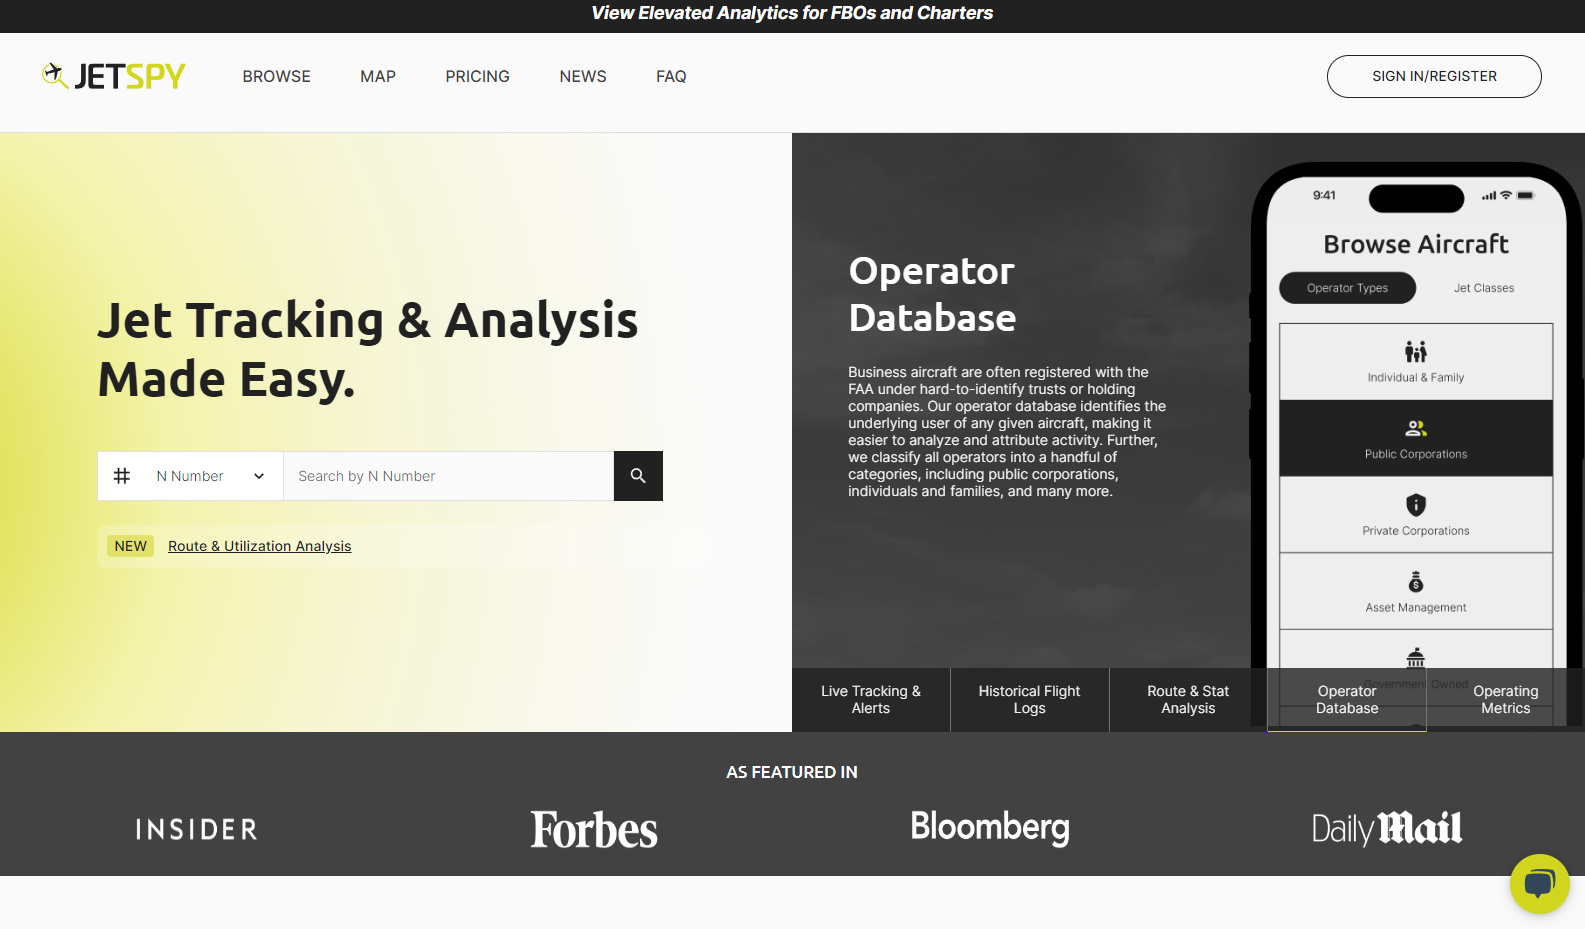 View Elevated Analytics for FBOs and Charters
JETSPY
BROWSE
MAP
PRICING
NEWS
FAQ
SIGN IN/REGISTER
Jet Tracking & Analysis
Made Easy.
N Number
Search by N Number
NEW
Route & Utilization Analysis
Operator
Database
Business aircraft are often registered with the
FAA under hard-to-identify trusts or holding
companies. Our operator database identifies the
underlying user of any given aircraft, making it
easier to analyze and attribute activity. Further,
we classify all operators into a handful of
categories, including public corporations,
individuals and families, and many more.
9:41
Browse Aircraft
Operator Types
Jet Classes
Individual & Family
Public Corporations
Private Corporations
Asset Management
Government Owned
Live Tracking &
Alerts
Historical Flight
Logs
Route & Stat
Analysis
Operator
Database
Operating
Metrics
AS FEATURED IN
INSIDER
Forbes
Bloomberg
Daily Mail